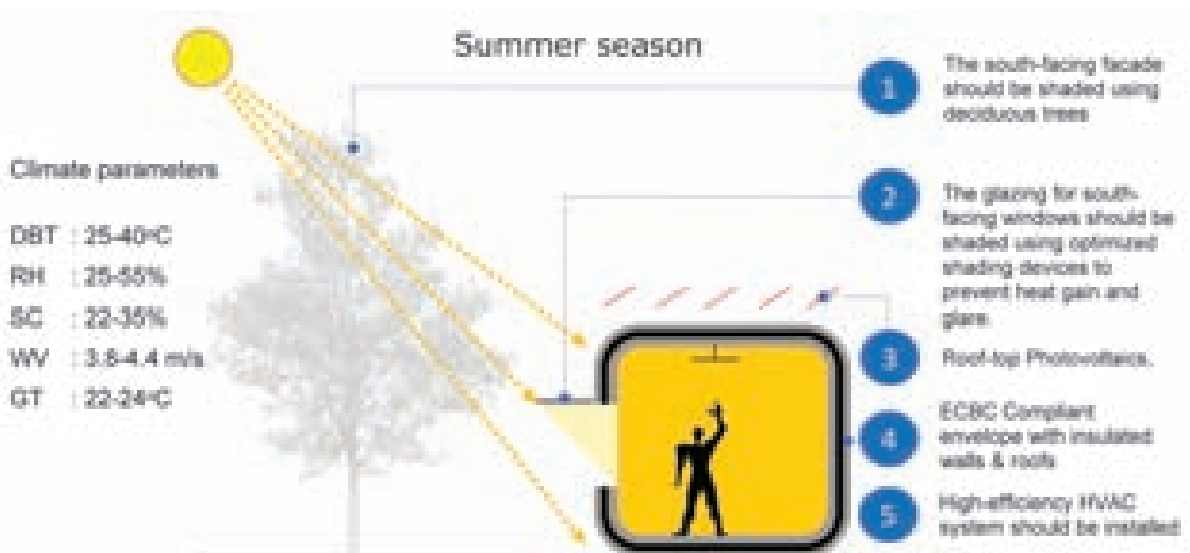 Summer season
Climate parameters
DBT : 25-40°C
RH : 25-55%
SC : 22-35%
WV : 3.8-4.4 m/s
GT : 22-24°C
1
The south-facing facade
should be shaded using
deciduous trees
2
The glazing for south-
facing windows should be
shaded using optimized
shading devices to
prevent heat gain and
glare.
3
Roof-top Photovoltaics.
4
ECBC Compliant
envelope with insulated
walls & roofs
5
High-efficiency HVAC
system should be installed